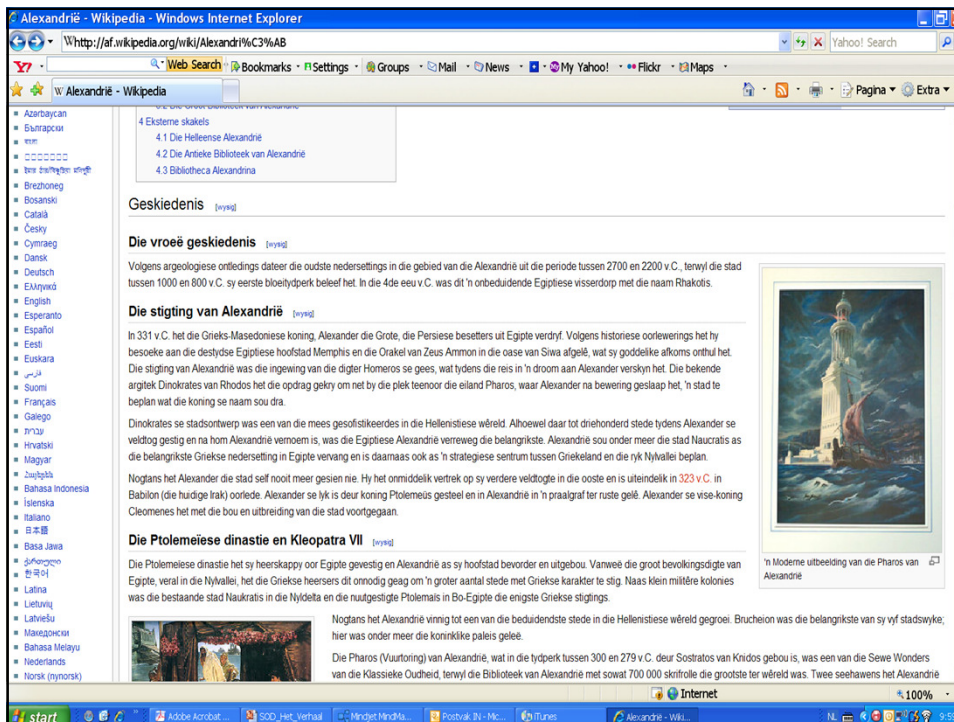 Alexandrië - Wikipedia - Windows Internet Explorer
http://af.wikipedia.org/wiki/Alexandri%C3%AB
Yahoo! Search
Web Search
Bookmarks
Settings
Groups
Mail
News
My Yahoo!
Flickr
Maps
Alexandrië - Wikipedia
Pagina
Extra
Azərbaycan
Български
বাংলা
Brezhoneg
Bosanski
Català
Česky
Cymraeg
Dansk
Deutsch
Ελληνικά
English
Esperanto
Español
Eesti
Euskara
فارسی
Suomi
Français
Galego
עברית
Hrvatski
Magyar
Հայերեն
Bahasa Indonesia
Íslenska
Italiano
日本語
Basa Jawa
ქართული
한국어
Latina
Lietuvių
Latviešu
Македонски
Bahasa Melayu
Nederlands
Norsk (nynorsk)
4 Eksterne skakels
4.1 Die Helleense Alexandrië
4.2 Die Antieke Biblioteek van Alexandrië
4.3 Bibliotheca Alexandrina
Geskiedenis [wysig]
Die vroeë geskiedenis [wysig]
Volgens argeologiese ontledings dateer die oudste nedersettings in die gebied van die Alexandrië uit die periode tussen 2700 en 2200 v.C., terwyl die stad
tussen 1000 en 800 v.C. sy eerste bloeitydperk beleef het. In die 4de eeu v.C. was dit 'n onbeduidende Egiptiese visserdorp met die naam Rhakotis.
Die stigting van Alexandrië [wysig]
In 331 v.C. het die Grieks-Masedoniese koning, Alexander die Grote, die Persiese besetters uit Egipte verdryf. Volgens historiese oorlewerings het hy
besoeke aan die destydse Egiptiese hoofstad Memphis en die Orakel van Zeus Ammon in die oase van Siwa afgelê, wat sy goddelike afkoms onthul het.
Die stigting van Alexandrië was die ingewing van die digter Homeros se gees, wat tydens die reis in 'n droom aan Alexander verskyn het. Die bekende
argitek Dinokrates van Rhodos het die opdrag gekry om net by die plek teenoor die eiland Pharos, waar Alexander na bewering geslaap het, 'n stad te
beplan wat die koning se naam sou dra.
Dinokrates se stadsontwerp was een van die mees gesofistikeerdes in die Hellenistiese wêreld. Alhoewel daar tot driehonderd stede tydens Alexander se
veldtog gestig en na hom Alexandrië vernoem is, was die Egiptiese Alexandrië verreweg die belangrikste. Alexandrië sou onder meer die stad Naucratis as
die belangrikste Griekse nedersetting in Egipte vervang en is daarnaas ook as 'n strategiese sentrum tussen Griekeland en die ryk Nylvallei beplan.
Nogtans het Alexander die stad self nooit meer gesien nie. Hy het onmiddelik vertrek op sy verdere veldtogte in die ooste en is uiteindelik in 323 v.C. in
Babilon (die huidige Irak) oorlede. Alexander se lyk is deur koning Ptolemeüs gesteel en in Alexandrië in 'n praalgraf ter ruste gelê. Alexander se vise-koning
Cleomenes het met die bou en uitbreiding van die stad voortgegaan.
'n Moderne uitbeelding van die Pharos van
Alexandrië
Die Ptolemeïese dinastie en Kleopatra VII [wysig]
Die Ptolemeïese dinastie het sy heerskappy oor Egipte gevestig en Alexandrië as sy hoofstad bevorder en uitgebou. Vanweë die groot bevolkingsdigte van
Egipte, veral in die Nylvallei, het die Griekse heersers dit onnodig geag om 'n groter aantal stede met Griekse karakter te stig. Naas klein militêre kolonies
was die bestaande stad Naukratis in die Nyldelta en die nuutgestigte Ptolemaïs in Bo-Egipte die enigste Griekse stigtings.
Nogtans het Alexandrië vinnig tot een van die beduidendste stede in die Hellenistiese wêreld gegroei. Brucheion was die belangrikste van sy vyf stadswyke;
hier was onder meer die koninklike paleis geleë.
Die Pharos (Vuurtoring) van Alexandrië, wat in die tydperk tussen 300 en 279 v.C. deur Sostratos van Knidos gebou is, was een van die Sewe Wonders
van die Klassieke Oudheid, terwyl die Biblioteek van Alexandrië met sowat 700 000 skrifrolle die grootste ter wêreld was. Twee seehawens het Alexandrië
Internet
100%
start
Adobe Acrobat ...
SOD_Het_Verhaal
Mindjet MindMa...
Postvak IN - Mic...
iTunes
Alexandrië - Wiki...
NL